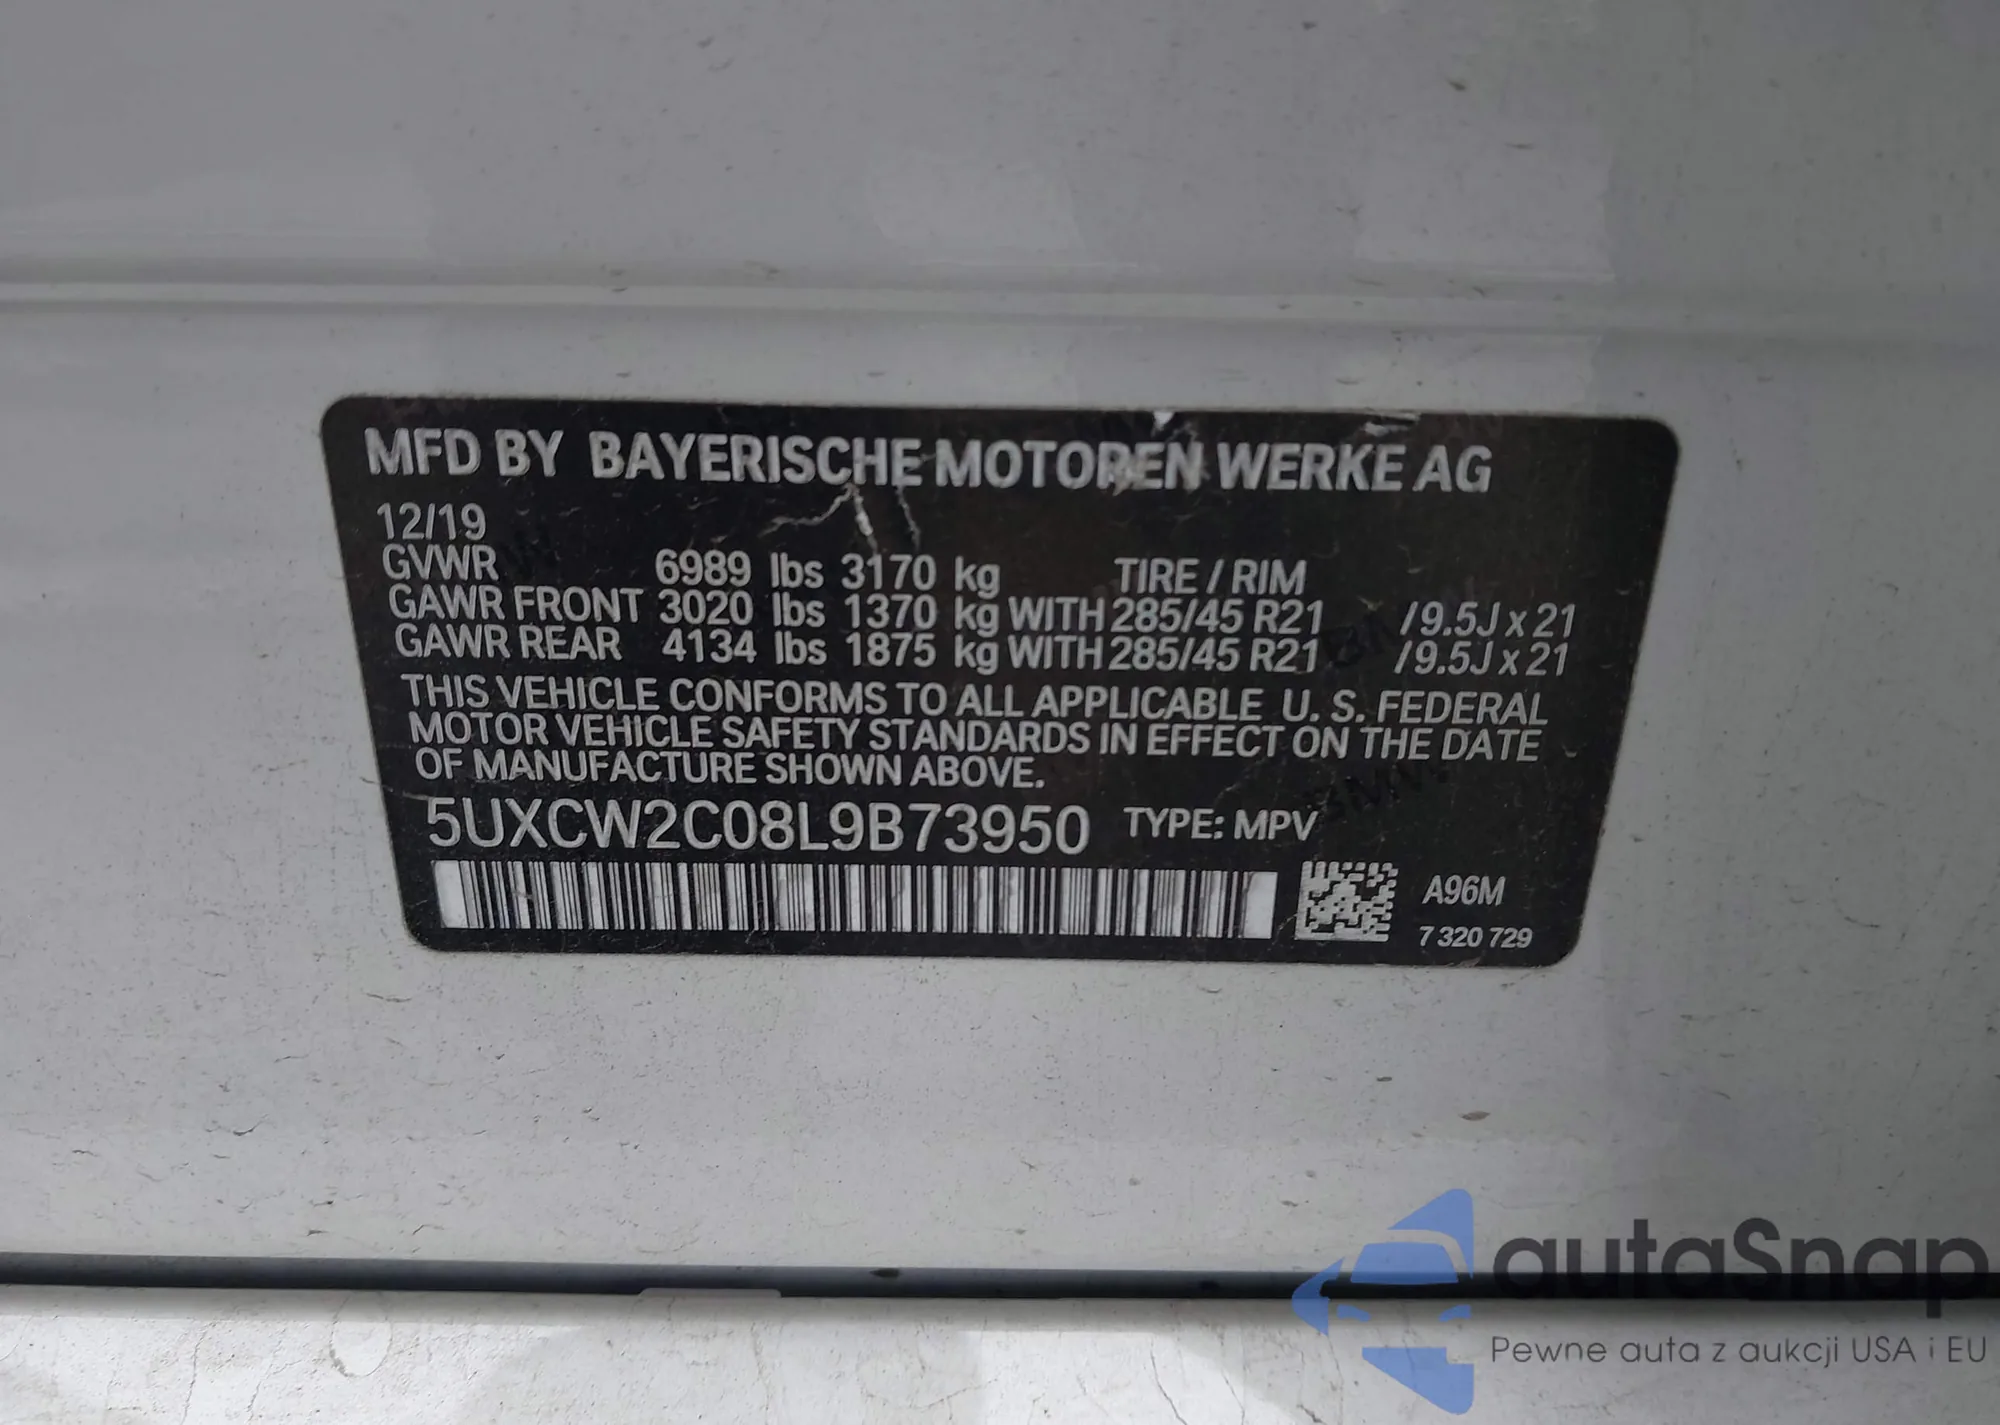 MFD BY BAYERISCHE MOTOREN WERKE AG
12/19
GVWR 6989 lbs 3170 kg TIRE / RIM
GAWR FRONT 3020 lbs 1370 kg WITH 285/45 R21 /9.5J x 21
GAWR REAR 4134 lbs 1875 kg WITH 285/45 R21 /9.5J x 21
THIS VEHICLE CONFORMS TO ALL APPLICABLE U. S. FEDERAL
MOTOR VEHICLE SAFETY STANDARDS IN EFFECT ON THE DATE
OF MANUFACTURE SHOWN ABOVE.
5UXCW2C08L9B73950 TYPE: MPV
A96M
7 320 729
autaSnap
Pewne auta z aukcji USA i EU